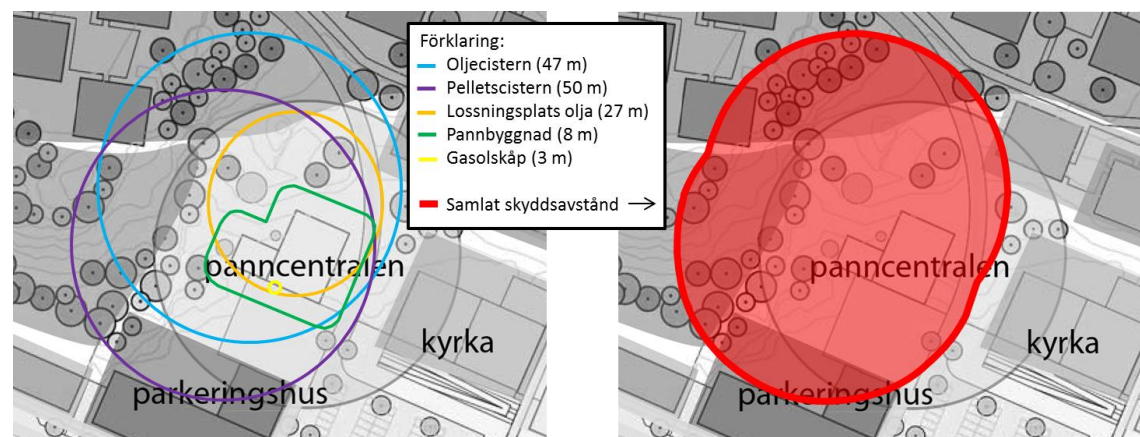 Förklaring:
Oljecistern (47 m)
Pelletscistern (50 m)
Lossningsplats olja (27 m)
Pannbyggnad (8 m)
Gasolskåp (3 m)
Samlat skyddsavstånd
panncentralen
kyrka
parkeringshus
panncentralen
kyrka
parkeringshus